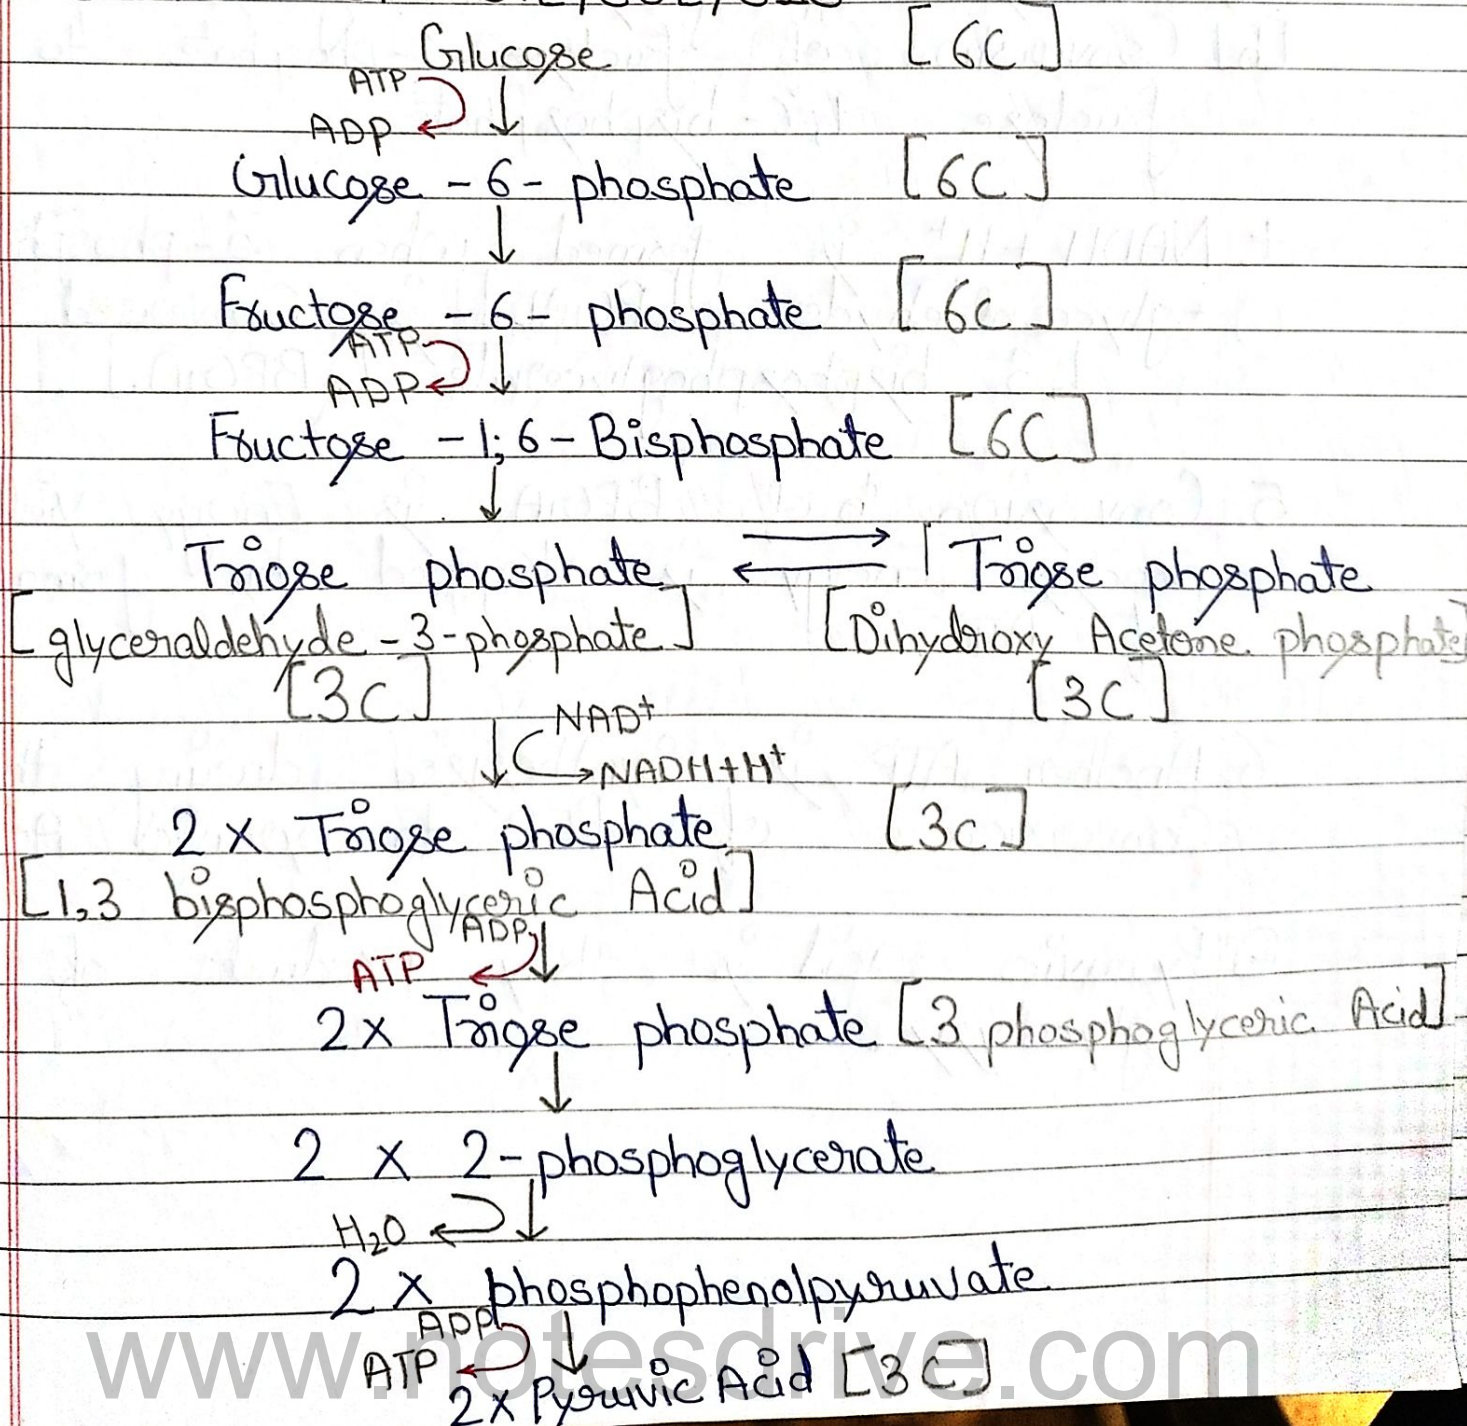 Glucose [6C]
ATP
ADP
Glucose - 6 - phosphate [6C]
Fructose - 6 - phosphate [6C]
ATP
ADP
Fructose - 1,6 - Bisphosphate [6C]
Triose phosphate ⇌ Triose phosphate
[glyceraldehyde - 3 - phosphate] [Dihydroxy Acetone phosphate]
[3C] [3C]
NAD+
NADH+H+
2 x Triose phosphate [3C]
[1,3 bisphosphoglyceric Acid]
ADP
ATP
2x Triose phosphate [3 phosphoglyceric Acid]
2 x 2-phosphoglycerate
H2O
2 x phosphophenolpyruvate
ADP
ATP
2 x Pyruvic Acid [3C]
www.notesdrive.com